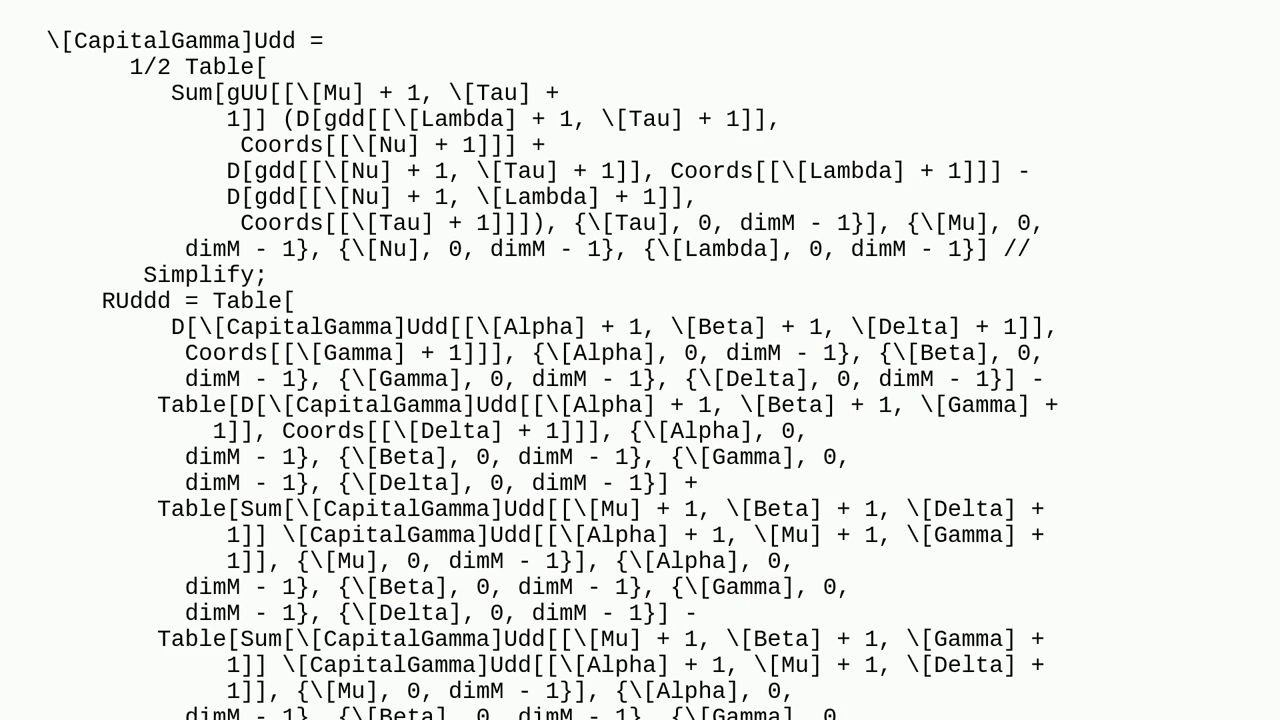 \[CapitalGamma]Udd =
1/2 Table[
Sum[gUU[[\[Mu] + 1, \[Tau] +
1]] (D[gdd[[\[Lambda] + 1, \[Tau] + 1]],
Coords[[\[Nu] + 1]]] +
D[gdd[[\[Nu] + 1, \[Tau] + 1]], Coords[[\[Lambda] + 1]]] -
D[gdd[[\[Nu] + 1, \[Lambda] + 1]],
Coords[[\[Tau] + 1]]]), {\[Tau], 0, dimM - 1}], {\[Mu], 0,
dimM - 1}, {\[Nu], 0, dimM - 1}, {\[Lambda], 0, dimM - 1}] //
Simplify;
RUddd = Table[
D[\[CapitalGamma]Udd[[\[Alpha] + 1, \[Beta] + 1, \[Delta] + 1]],
Coords[[\[Gamma] + 1]]], {\[Alpha], 0, dimM - 1}, {\[Beta], 0,
dimM - 1}, {\[Gamma], 0, dimM - 1}, {\[Delta], 0, dimM - 1}] -
Table[D[\[CapitalGamma]Udd[[\[Alpha] + 1, \[Beta] + 1, \[Gamma] +
1]], Coords[[\[Delta] + 1]]], {\[Alpha], 0,
dimM - 1}, {\[Beta], 0, dimM - 1}, {\[Gamma], 0,
dimM - 1}, {\[Delta], 0, dimM - 1}] +
Table[Sum[\[CapitalGamma]Udd[[\[Mu] + 1, \[Beta] + 1, \[Delta] +
1]] \[CapitalGamma]Udd[[\[Alpha] + 1, \[Mu] + 1, \[Gamma] +
1]], {\[Mu], 0, dimM - 1}], {\[Alpha], 0,
dimM - 1}, {\[Beta], 0, dimM - 1}, {\[Gamma], 0,
dimM - 1}, {\[Delta], 0, dimM - 1}] -
Table[Sum[\[CapitalGamma]Udd[[\[Mu] + 1, \[Beta] + 1, \[Gamma] +
1]] \[CapitalGamma]Udd[[\[Alpha] + 1, \[Mu] + 1, \[Delta] +
1]], {\[Mu], 0, dimM - 1}], {\[Alpha], 0,
dimM - 1}, {\[Beta], 0, dimM - 1}, {\[Gamma], 0,